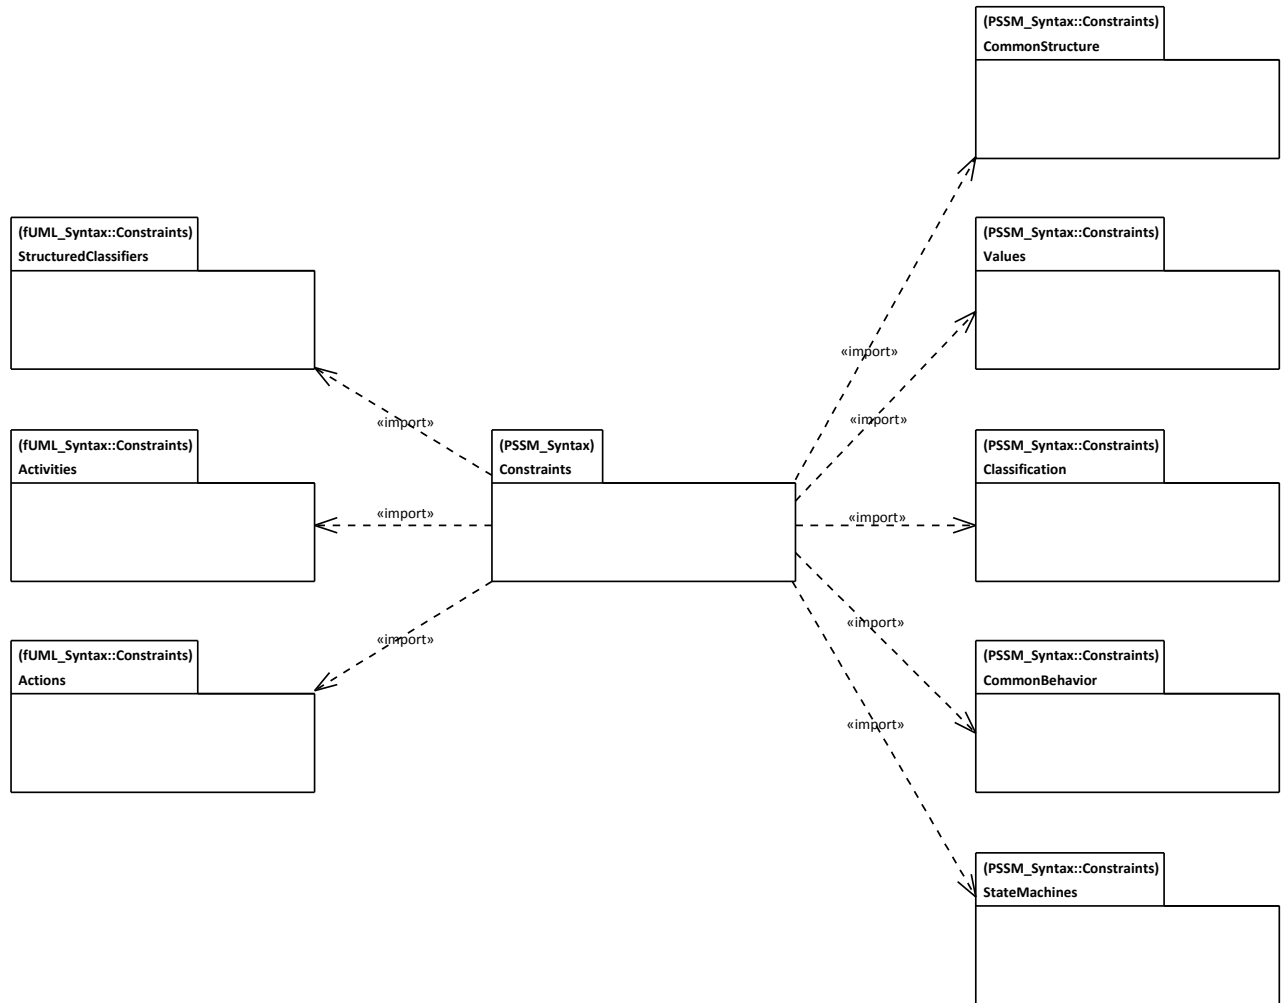 (PSSM_Syntax::Constraints)
CommonStructure
(fUML_Syntax::Constraints)
StructuredClassifiers
(PSSM_Syntax::Constraints)
Values
«import»
«import»
«import»
(fUML_Syntax::Constraints)
Activities
(PSSM_Syntax)
Constraints
(PSSM_Syntax::Constraints)
Classification
«import»
«import»
«import»
«import»
(fUML_Syntax::Constraints)
Actions
(PSSM_Syntax::Constraints)
CommonBehavior
«import»
(PSSM_Syntax::Constraints)
StateMachines